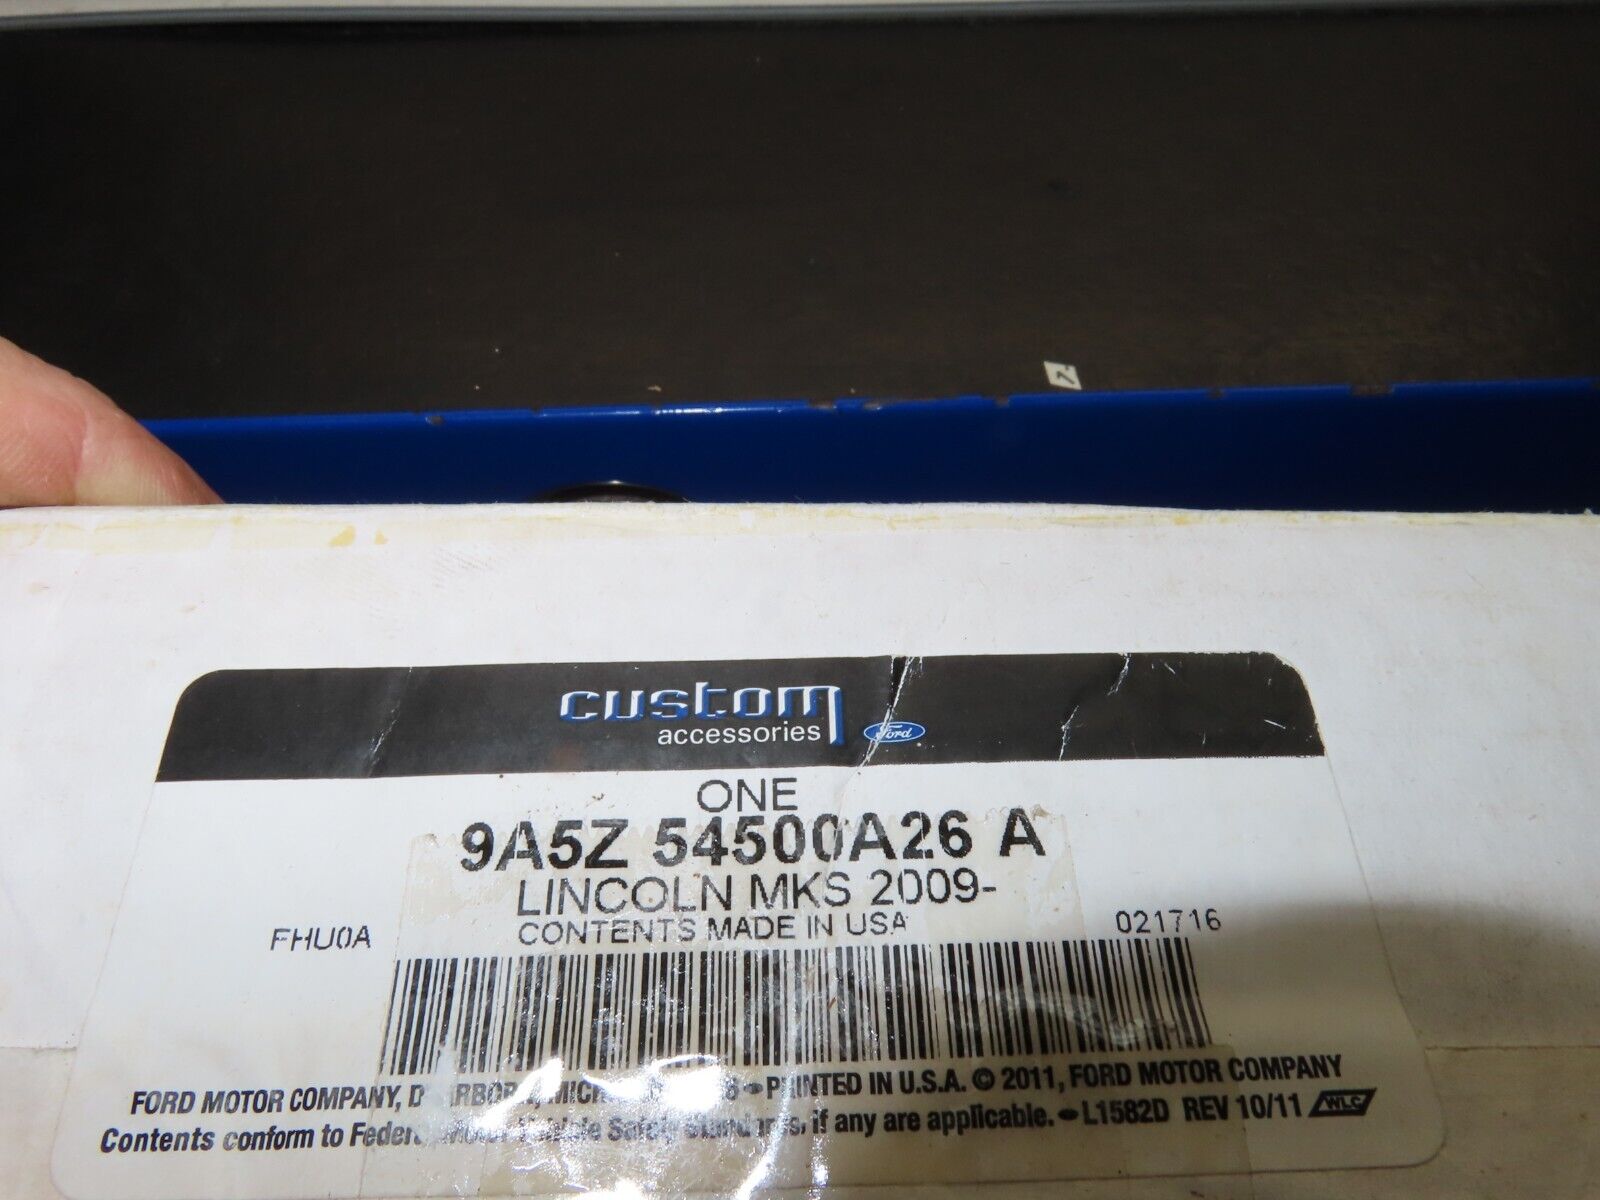 custom
accessories Ford
ONE
9A5Z 54500A26 A
LINCOLN MKS 2009-
CONTENTS MADE IN USA
FHU0A
021716
FORD MOTOR COMPANY, PRINTED IN U.S.A. © 2011, FORD MOTOR COMPANY
Contents conform to Safety if any are applicable. L1582D REV 10/11 WLC